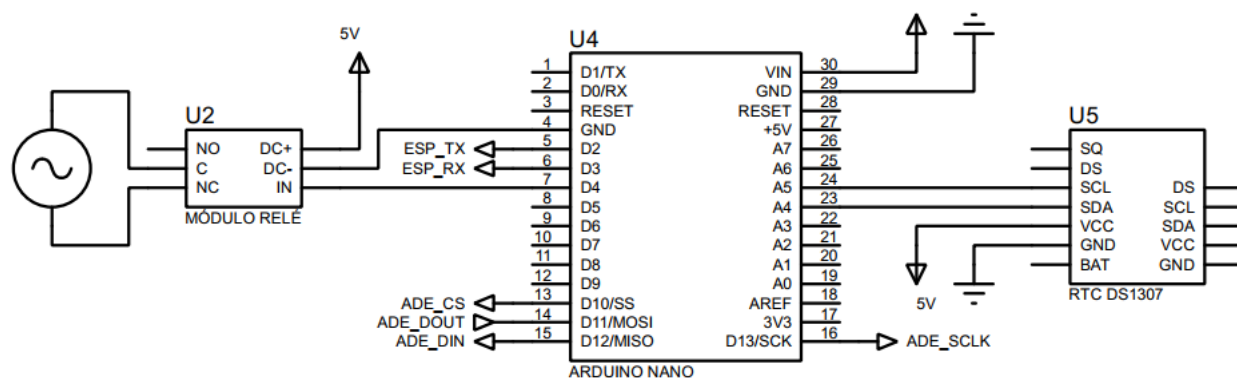 5V
U2
NO
C
NC
DC+
DC-
IN
MÓDULO RELÉ
U4
1 D1/TX
2 D0/RX
3 RESET
4 GND
ESP_TX 5 D2
ESP_RX 6 D3
7 D4
8 D5
9 D6
10 D7
11 D8
12 D9
ADE_CS 13 D10/SS
ADE_DOUT 14 D11/MOSI
ADE_DIN 15 D12/MISO
VIN 30
GND 29
RESET 28
+5V 27
A7 26
A6 25
A5 24
A4 23
A3 22
A2 21
A1 20
A0 19
AREF 18
3V3 17
D13/SCK 16 ADE_SCLK
ARDUINO NANO
5V
U5
SQ
DS
SCL
SDA
VCC
GND
BAT
DS
SCL
SDA
VCC
GND
RTC DS1307